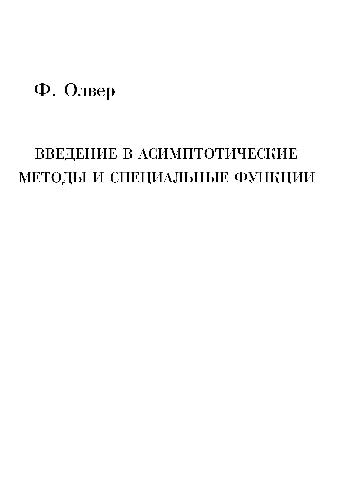 Ф. Олвер
ВВЕДЕНИЕ В АСИМПТОТИЧЕСКИЕ
МЕТОДЫ И СПЕЦИАЛЬНЫЕ ФУНКЦИИ